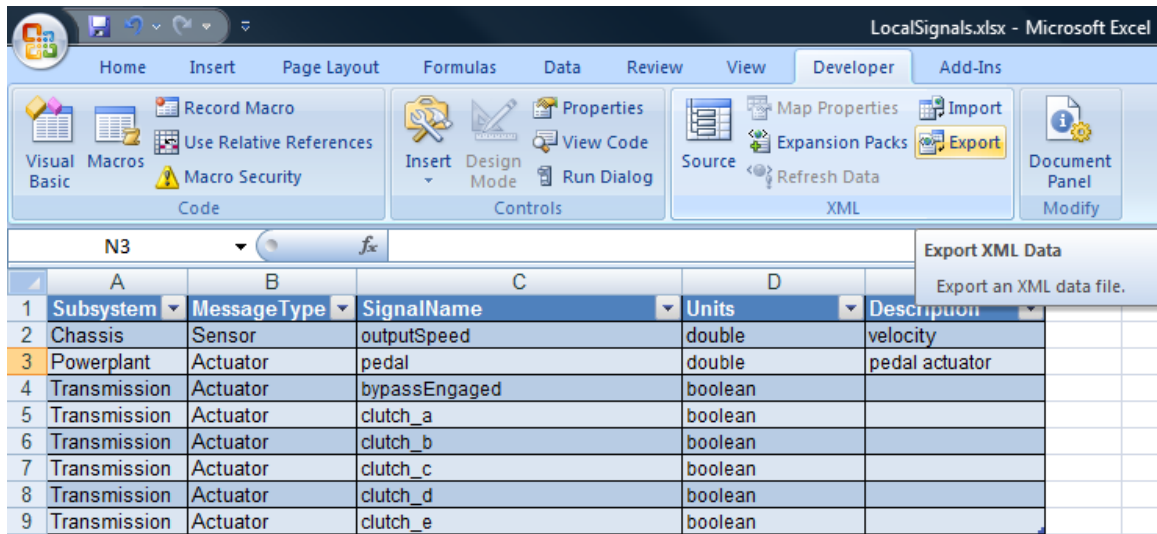 LocalSignals.xlsx - Microsoft Excel
Home Insert Page Layout Formulas Data Review View Developer Add-Ins
Visual Basic
Macros
Record Macro
Use Relative References
Macro Security
Code
Insert
Design Mode
Properties
View Code
Run Dialog
Controls
Source
Map Properties
Expansion Packs
Refresh Data
Import
Export
XML
Document Panel
Modify
N3 fx
Export XML Data
Export an XML data file.
A B C D
1 Subsystem MessageType SignalName Units Description
2 Chassis Sensor outputSpeed double velocity
3 Powerplant Actuator pedal double pedal actuator
4 Transmission Actuator bypassEngaged boolean
5 Transmission Actuator clutch_a boolean
6 Transmission Actuator clutch_b boolean
7 Transmission Actuator clutch_c boolean
8 Transmission Actuator clutch_d boolean
9 Transmission Actuator clutch_e boolean